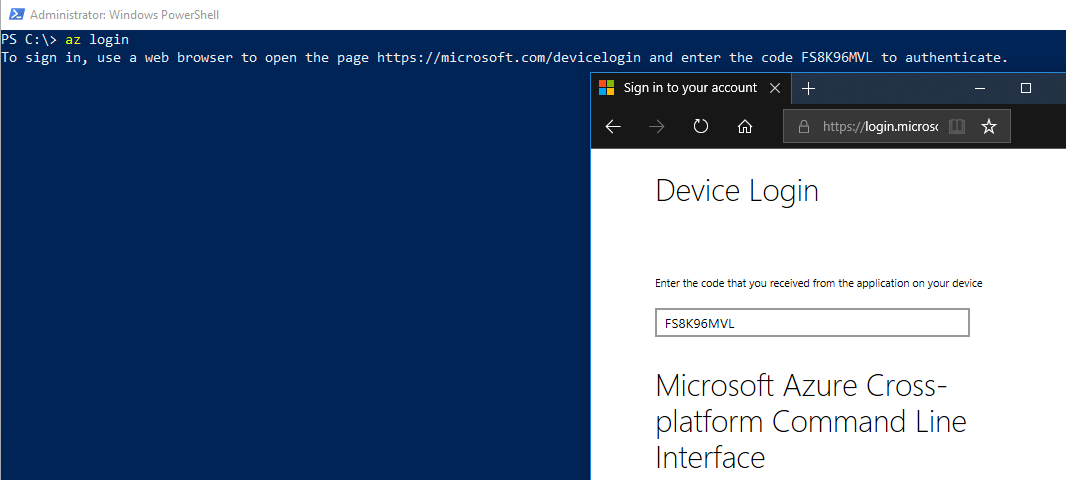 Administrator: Windows PowerShell
PS C:\> az login
To sign in, use a web browser to open the page https://microsoft.com/devicelogin and enter the code FS8K96MVL to authenticate.
Sign in to your account
https://login.microsc
Device Login
Enter the code that you received from the application on your device
FS8K96MVL
Microsoft Azure Cross-
platform Command Line
Interface